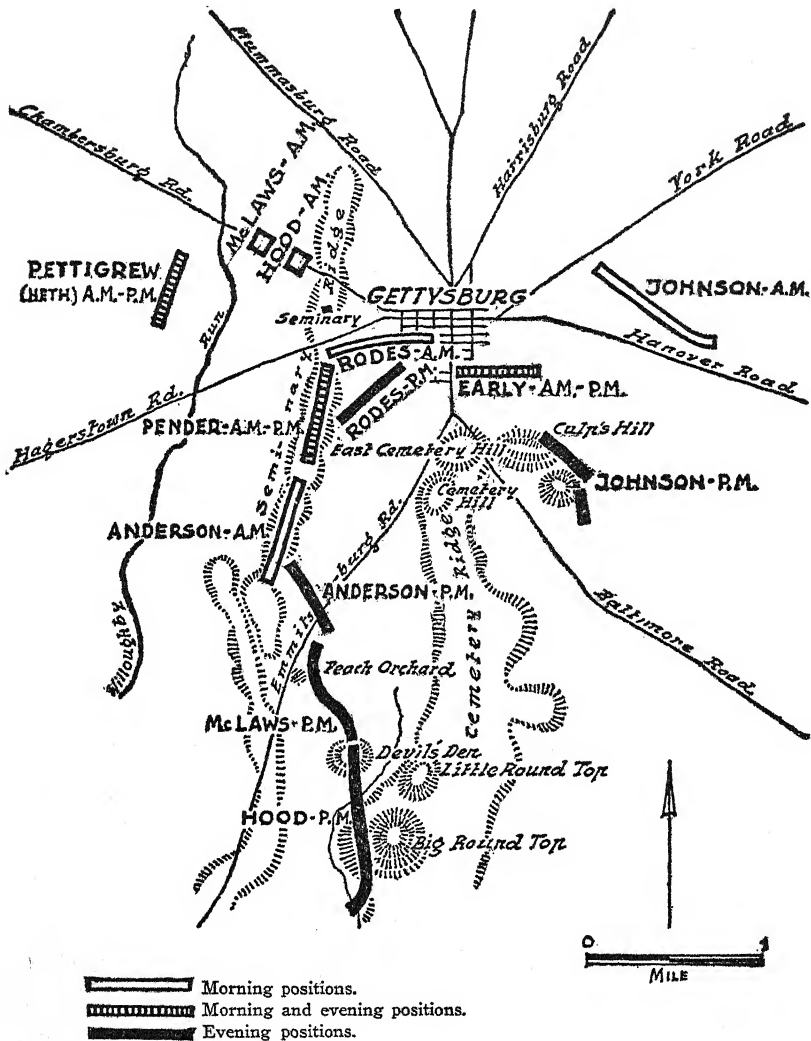 Mummasburg Road
Harrisburg Road
Chambersburg Rd.
York Road
McLAWS-A.M.
HOOD-A.M.
Ridge
PETTIGREW
(HETH) A.M.-P.M.
Run
GETTYSBURG
JOHNSON-A.M.
Seminary
Hanover Road
RODES-A.M.
RODES-P.M.
EARLY-A.M.-P.M.
Hagerstown Rd.
PENDER-A.M.-P.M.
Seminary
East Cemetery Hill
Culp's Hill
Cemetery
Hill
JOHNSON-P.M.
ANDERSON-A.M.
Emmitsburg Rd.
Cemetery Ridge
ANDERSON-P.M.
Baltimore Road
Willoughby
Peach Orchard
McLAWS-P.M.
Devil's Den
Little Round Top
HOOD-P.M.
Big Round Top
0 1
MILE
Morning positions.
Morning and evening positions.
Evening positions.